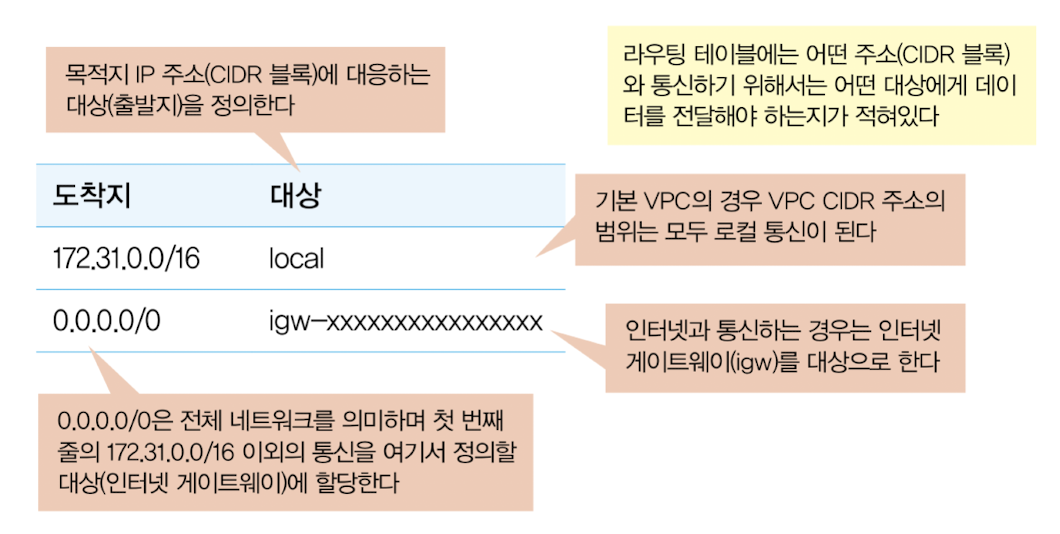 목적지 IP 주소(CIDR 블록)에 대응하는
대상(출발지)을 정의한다
라우팅 테이블에는 어떤 주소(CIDR 블록)
와 통신하기 위해서는 어떤 대상에게 데이
터를 전달해야 하는지가 적혀있다
도착지 대상
172.31.0.0/16 local
0.0.0.0/0 igw-xxxxxxxxxxxxxxxx
기본 VPC의 경우 VPC CIDR 주소의
범위는 모두 로컬 통신이 된다
인터넷과 통신하는 경우는 인터넷
게이트웨이(igw)를 대상으로 한다
0.0.0.0/0은 전체 네트워크를 의미하며 첫 번째
줄의 172.31.0.0/16 이외의 통신을 여기서 정의할
대상(인터넷 게이트웨이)에 할당한다